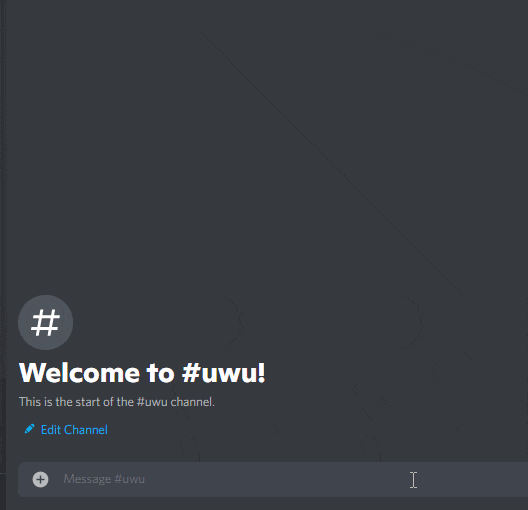 #
Welcome to #uwu!
This is the start of the #uwu channel.
Edit Channel
Message #uwu